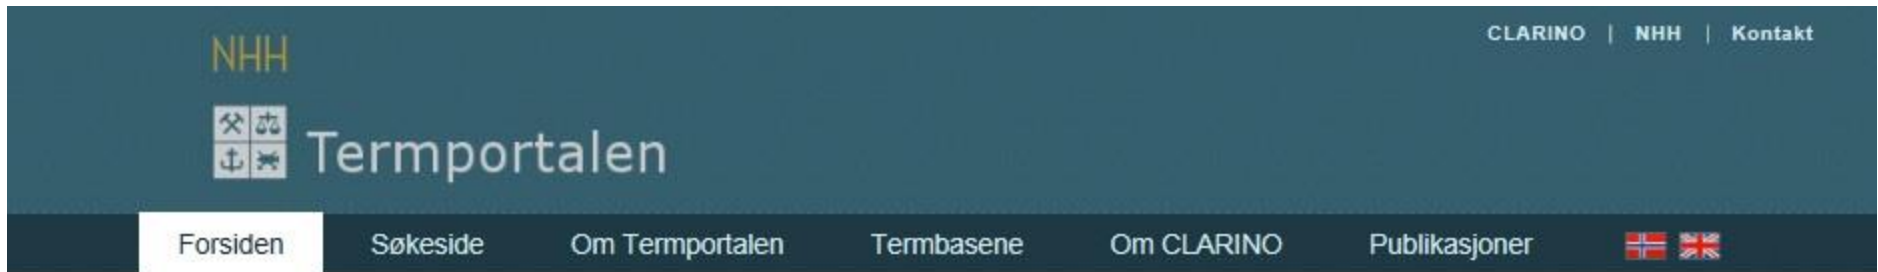 CLARINO | NHH | Kontakt
NHH
Termportalen
Forsiden Søkeside Om Termportalen Termbasene Om CLARINO Publikasjoner